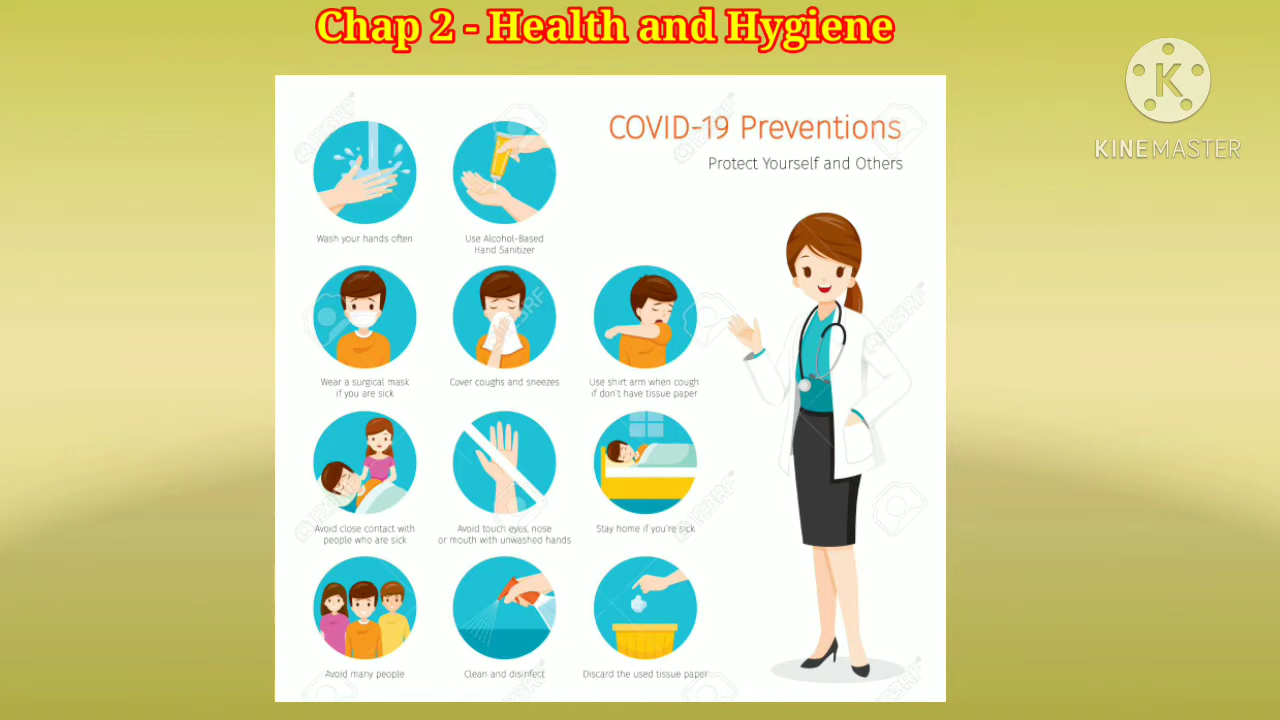 Chap 2 - Health and Hygiene
KINEMASTER
COVID-19 Preventions
Protect Yourself and Others
Wash your hands often
Use Alcohol-Based
Hand Sanitizer
Wear a surgical mask
if you are sick
Cover coughs and sneezes
Use shirt arm when cough
if don't have tissue paper
Avoid close contact with
people who are sick
Avoid touch eyes, nose
or mouth with unwashed hands
Stay home if you're sick
Avoid many people
Clean and disinfect
Discard the used tissue paper